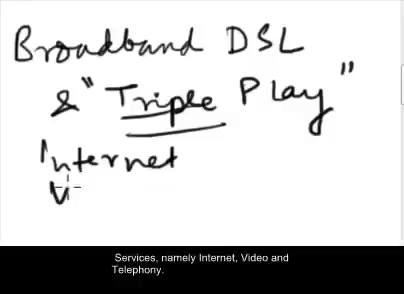 Broadband DSL
& "Triple Play"
Internet
V
Services, namely Internet, Video and
Telephony.